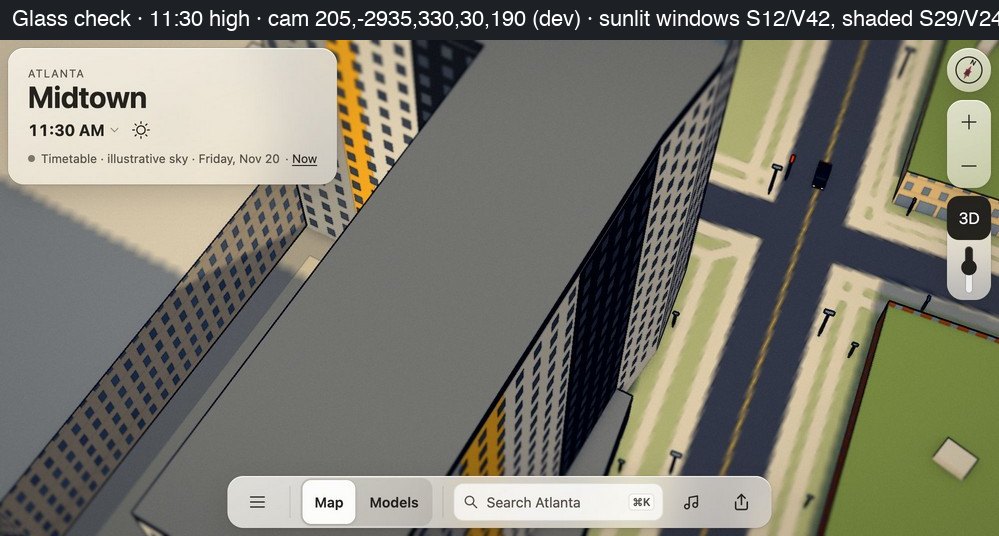 Glass check · 11:30 high · cam 205,-2935,330,30,190 (dev) · sunlit windows S12/V42, shaded S29/V24
ATLANTA
Midtown
11:30 AM
Timetable · illustrative sky · Friday, Nov 20 · Now
N
3D
Map Models Search Atlanta ⌘K